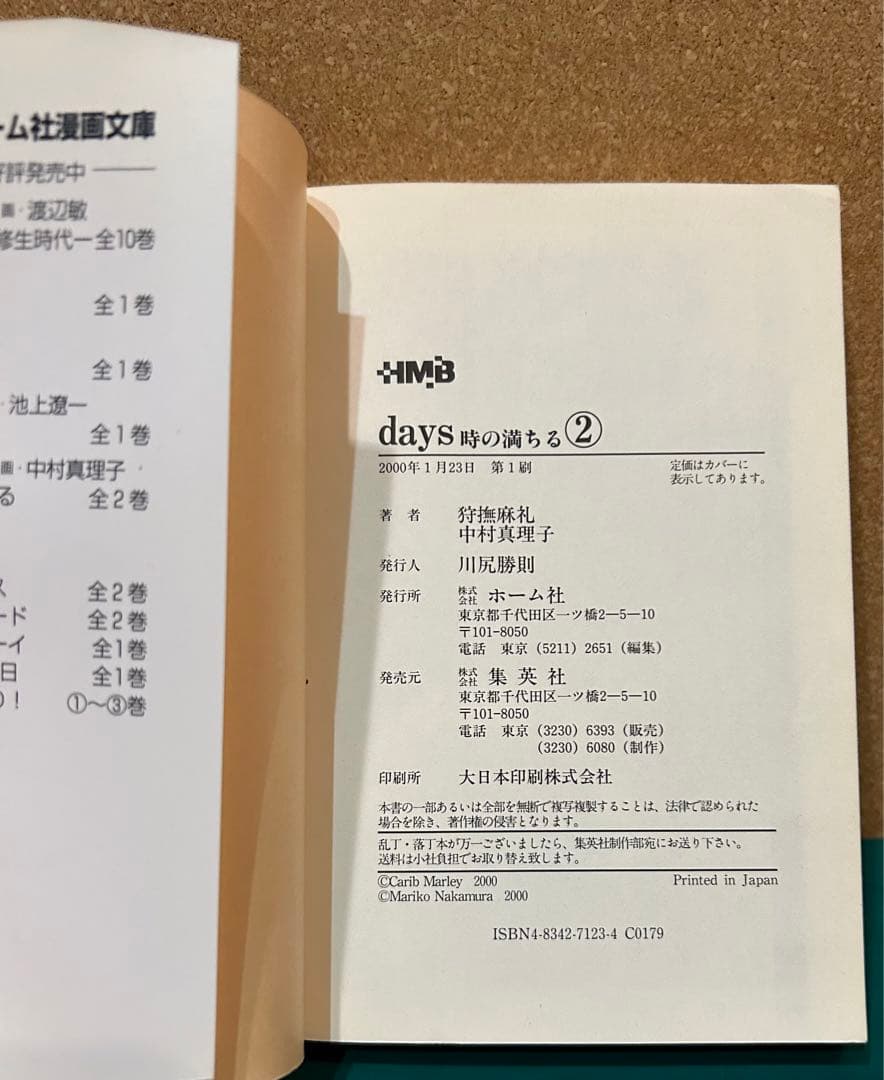 ーム社漫画文庫
好評発売中
画・渡辺敏
修生時代ー全10巻
全1巻
全1巻
・池上遼一
全1巻
画・中村真理子
る 全2巻
ス 全2巻
ード 全2巻
ーイ 全1巻
日 全1巻
！ ①〜③巻
HMB
days 時の満ちる②
2000年1月23日 第1刷
定価はカバーに
表示してあります。
著者 狩撫麻礼
中村真理子
発行人 川尻勝則
発行所 株式会社 ホーム社
東京都千代田区一ツ橋2―5―10
〒101-8050
電話 東京（5211）2651（編集）
発売元 株式会社 集英社
東京都千代田区一ツ橋2―5―10
〒101-8050
電話 東京（3230）6393（販売）
（3230）6080（制作）
印刷所 大日本印刷株式会社
本書の一部あるいは全部を無断で複写複製することは、法律で認められた
場合を除き、著作権の侵害となります。
乱丁・落丁本が万一ございましたら、集英社制作部宛にお送り下さい。
送料は小社負担でお取り替え致します。
©Carib Marley 2000
Printed in Japan
©Mariko Nakamura 2000
ISBN4-8342-7123-4 C0179